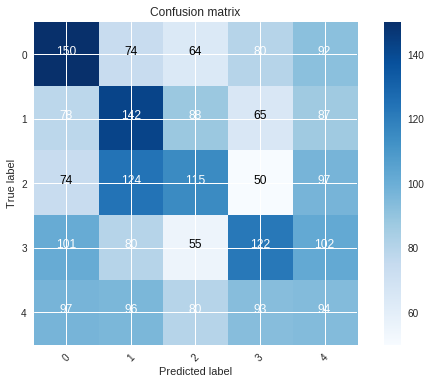 Confusion matrix
0 150 74 64 80 92
1 78 142 88 65 87
2 74 124 115 50 97
3 101 80 55 122 102
4 97 96 80 93 94
0 1 2 3 4
Predicted label
True label
140
120
100
80
60